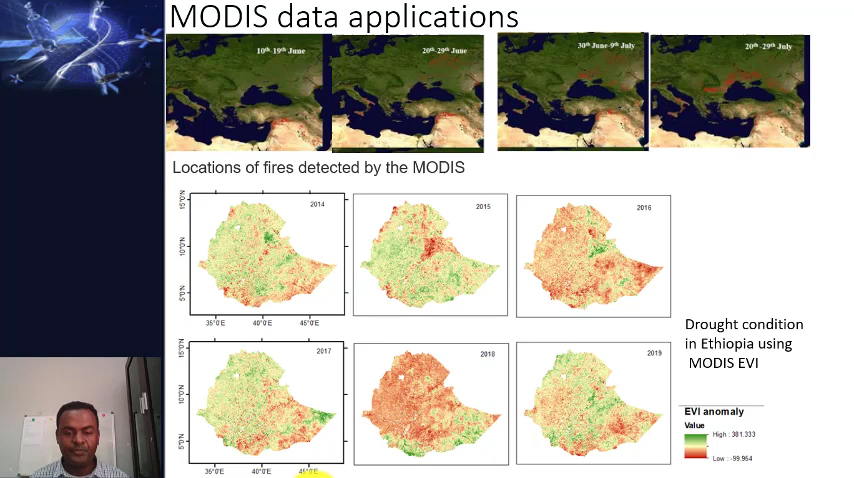 MODIS data applications
10th-19th June
20th-29th June
30th June-9th July
20th-29th July
Locations of fires detected by the MODIS
2014
2015
2016
15°0'N
10°0'N
5°0'N
35°0'E 40°0'E 45°0'E
2017
2018
2019
15°0'N
10°0'N
5°0'N
35°0'E 40°0'E 45°0'E
Drought condition
in Ethiopia using
MODIS EVI
EVI anomaly
Value
High : 381.333
Low : -99.954